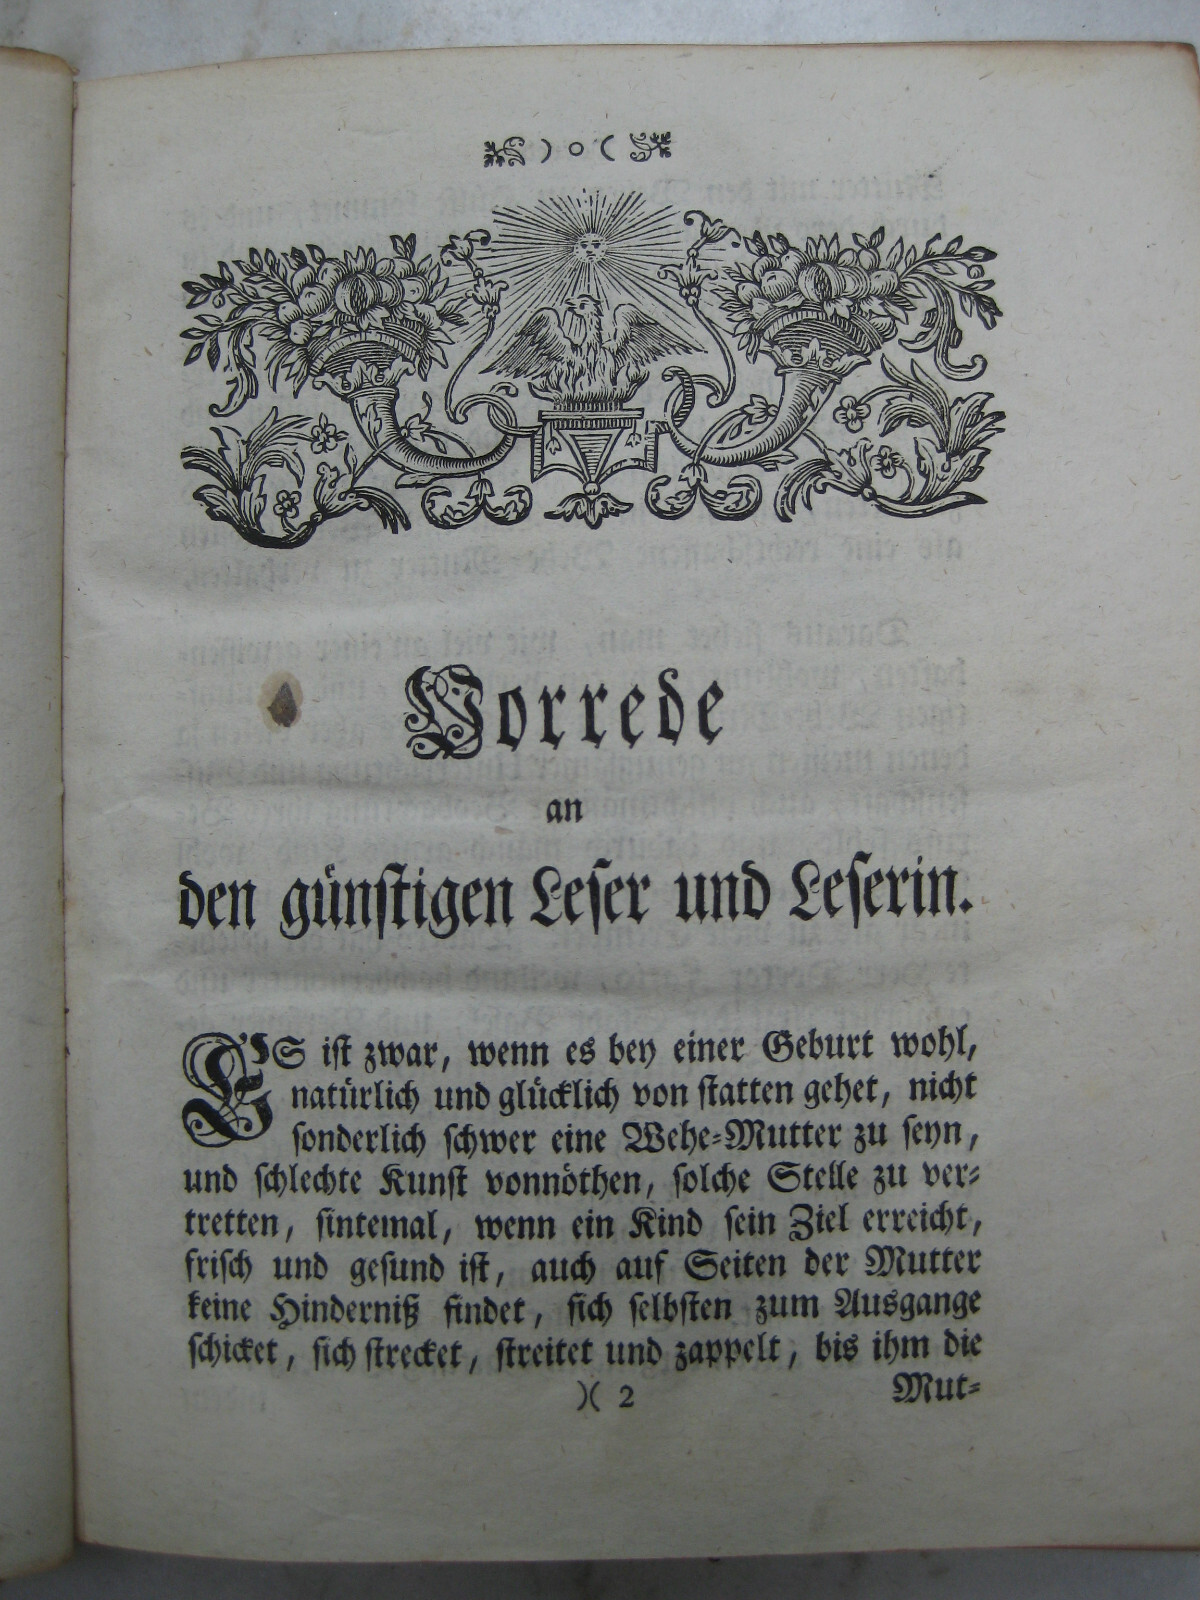 ) o (
Vorrede
an
den günstigen Leser und Leserin.
ES ist zwar, wenn es bey einer Geburt wohl,
natürlich und glücklich von statten gehet, nicht
sonderlich schwer eine Wehe-Mutter zu seyn,
und schlechte Kunst vonnöthen, solche Stelle zu ver-
tretten, sintemal, wenn ein Kind sein Ziel erreicht,
frisch und gesund ist, auch auf Seiten der Mutter
keine Hinderniß findet, sich selbsten zum Ausgange
schicket, sich strecket, streitet und zappelt, bis ihm die
)( 2 Mut-